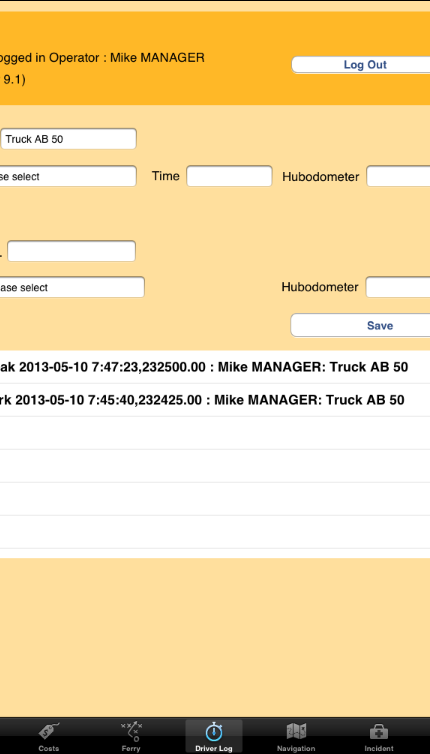 ogged in Operator : Mike MANAGER
Log Out
9.1)
Truck AB 50
se select Time Hubodometer
ase select Hubodometer
Save
ak 2013-05-10 7:47:23,232500.00 : Mike MANAGER: Truck AB 50
rk 2013-05-10 7:45:40,232425.00 : Mike MANAGER: Truck AB 50
Costs Ferry Driver Log Navigation Incident